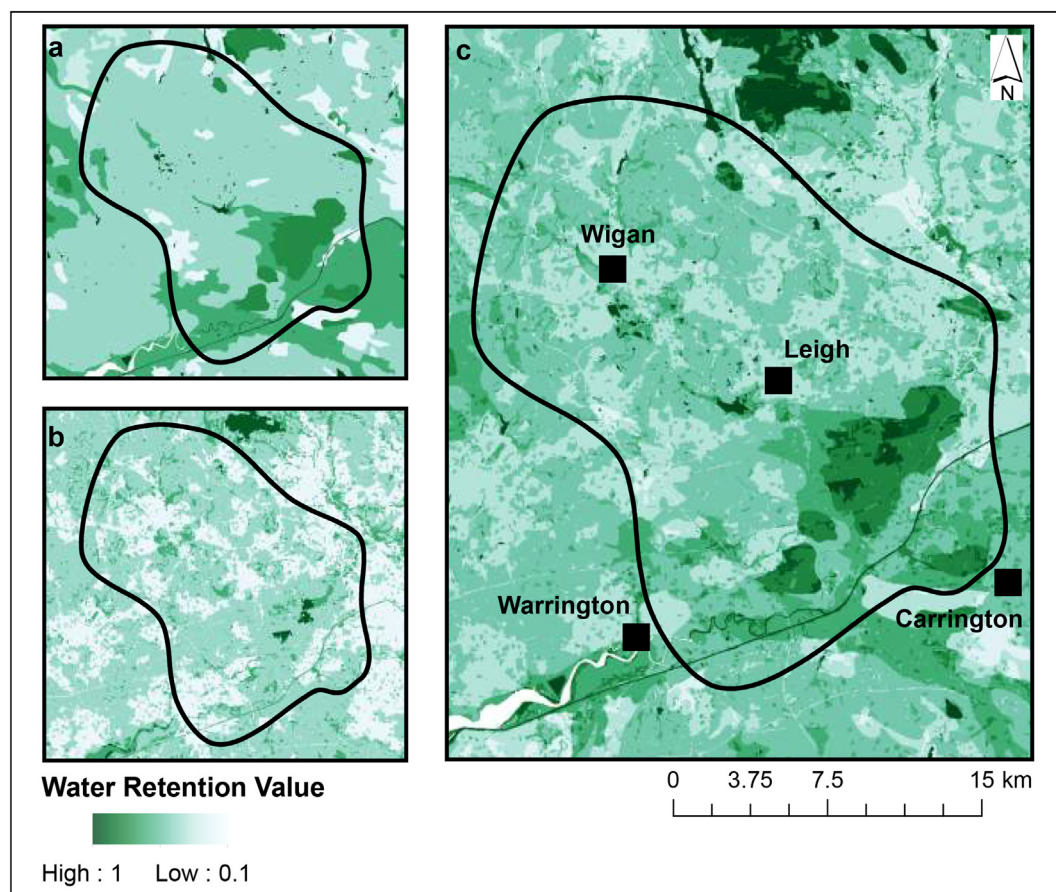 a
b
c
N
Wigan
Leigh
Warrington
Carrington
Water Retention Value
High : 1 Low : 0.1
0 3.75 7.5 15 km